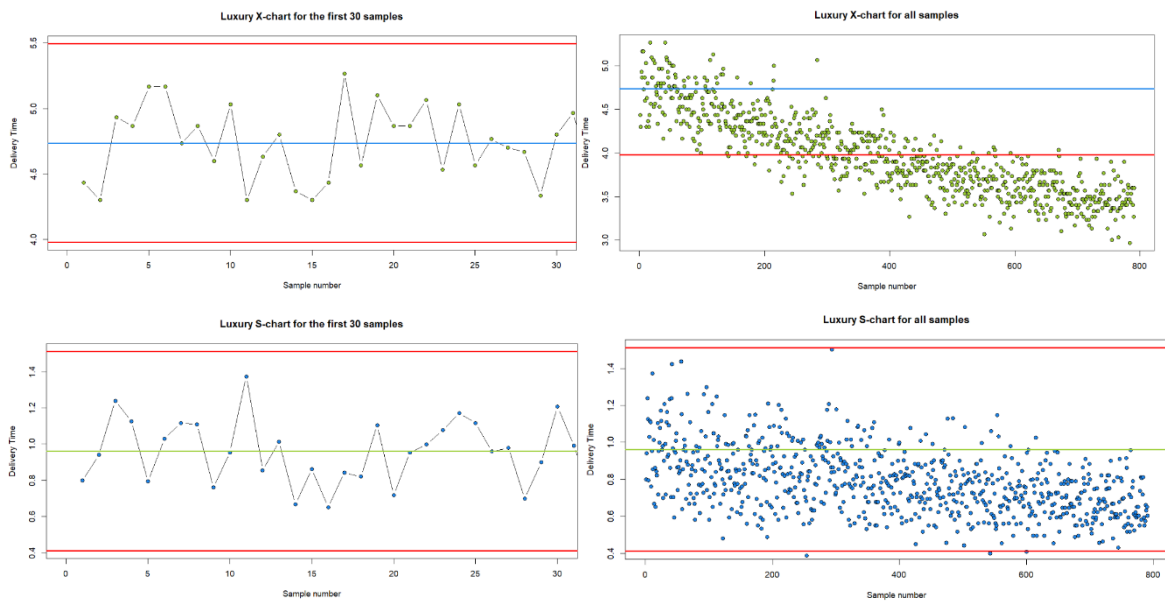 Luxury X-chart for the first 30 samples
Delivery Time
5.5
5.0
4.5
4.0
0 5 10 15 20 25 30
Sample number
Luxury X-chart for all samples
Delivery Time
5.0
4.5
4.0
3.5
3.0
0 200 400 600 800
Sample number
Luxury S-chart for the first 30 samples
Delivery Time
1.4
1.2
1.0
0.8
0.6
0.4
0 5 10 15 20 25 30
Sample number
Luxury S-chart for all samples
Delivery Time
1.4
1.2
1.0
0.8
0.6
0.4
0 200 400 600 800
Sample number